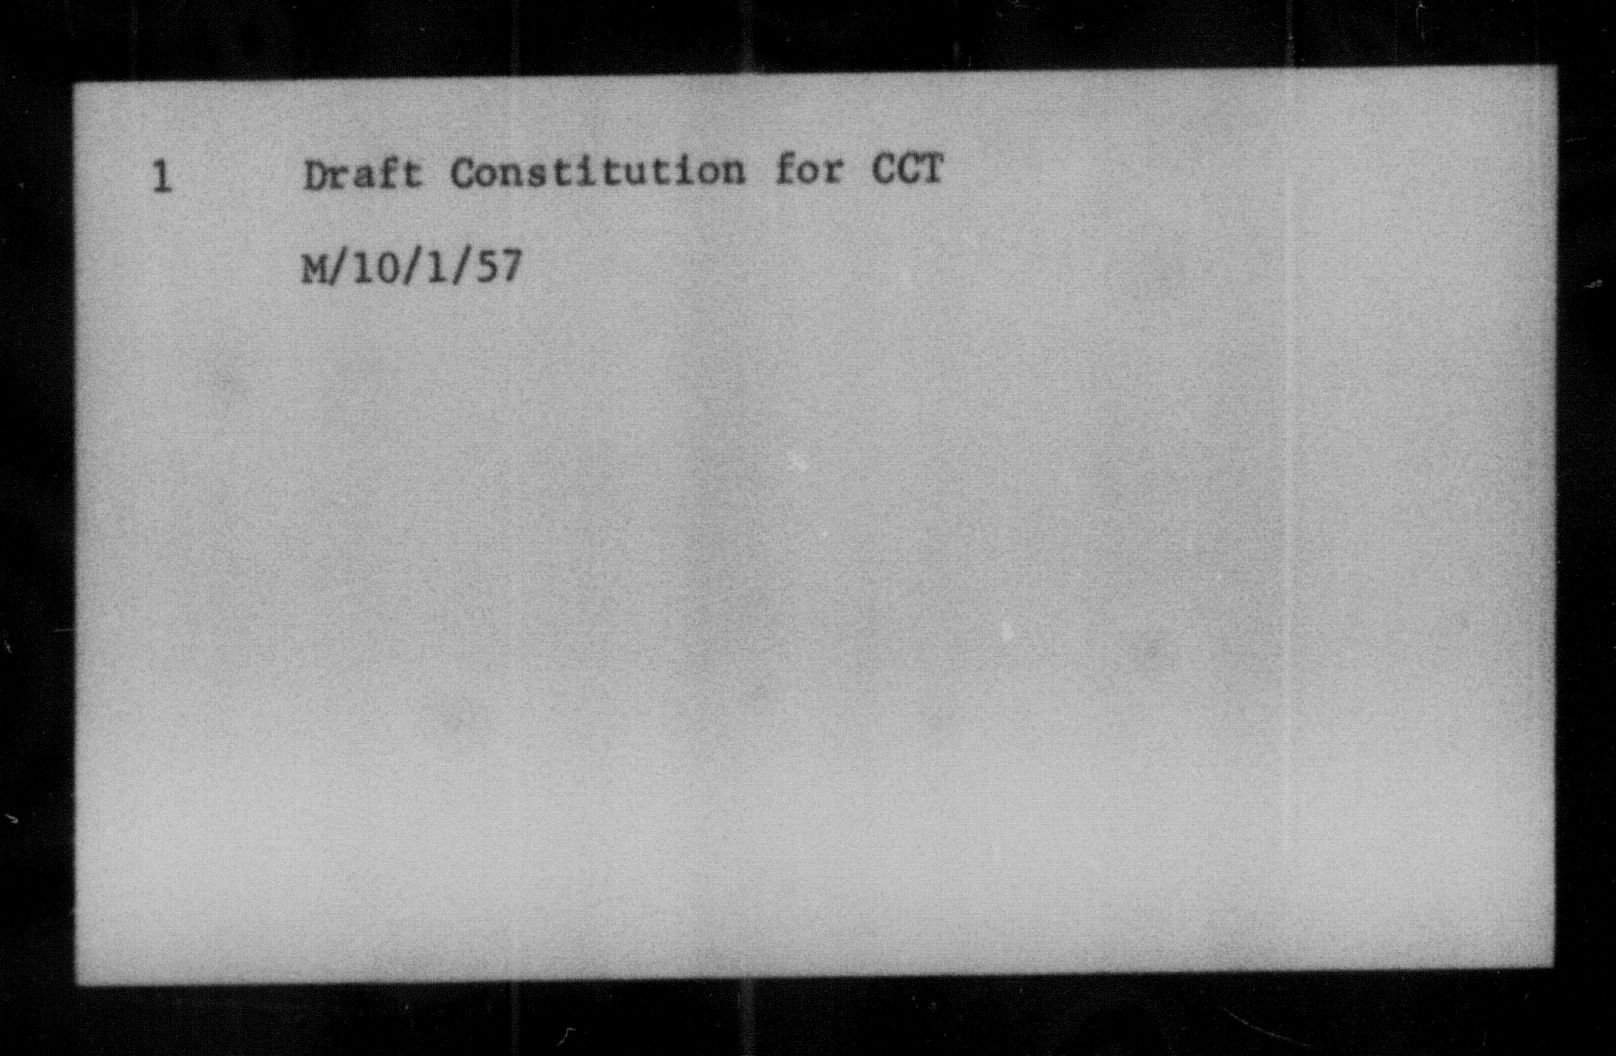 1 Draft Constitution for CCT
M/10/1/57